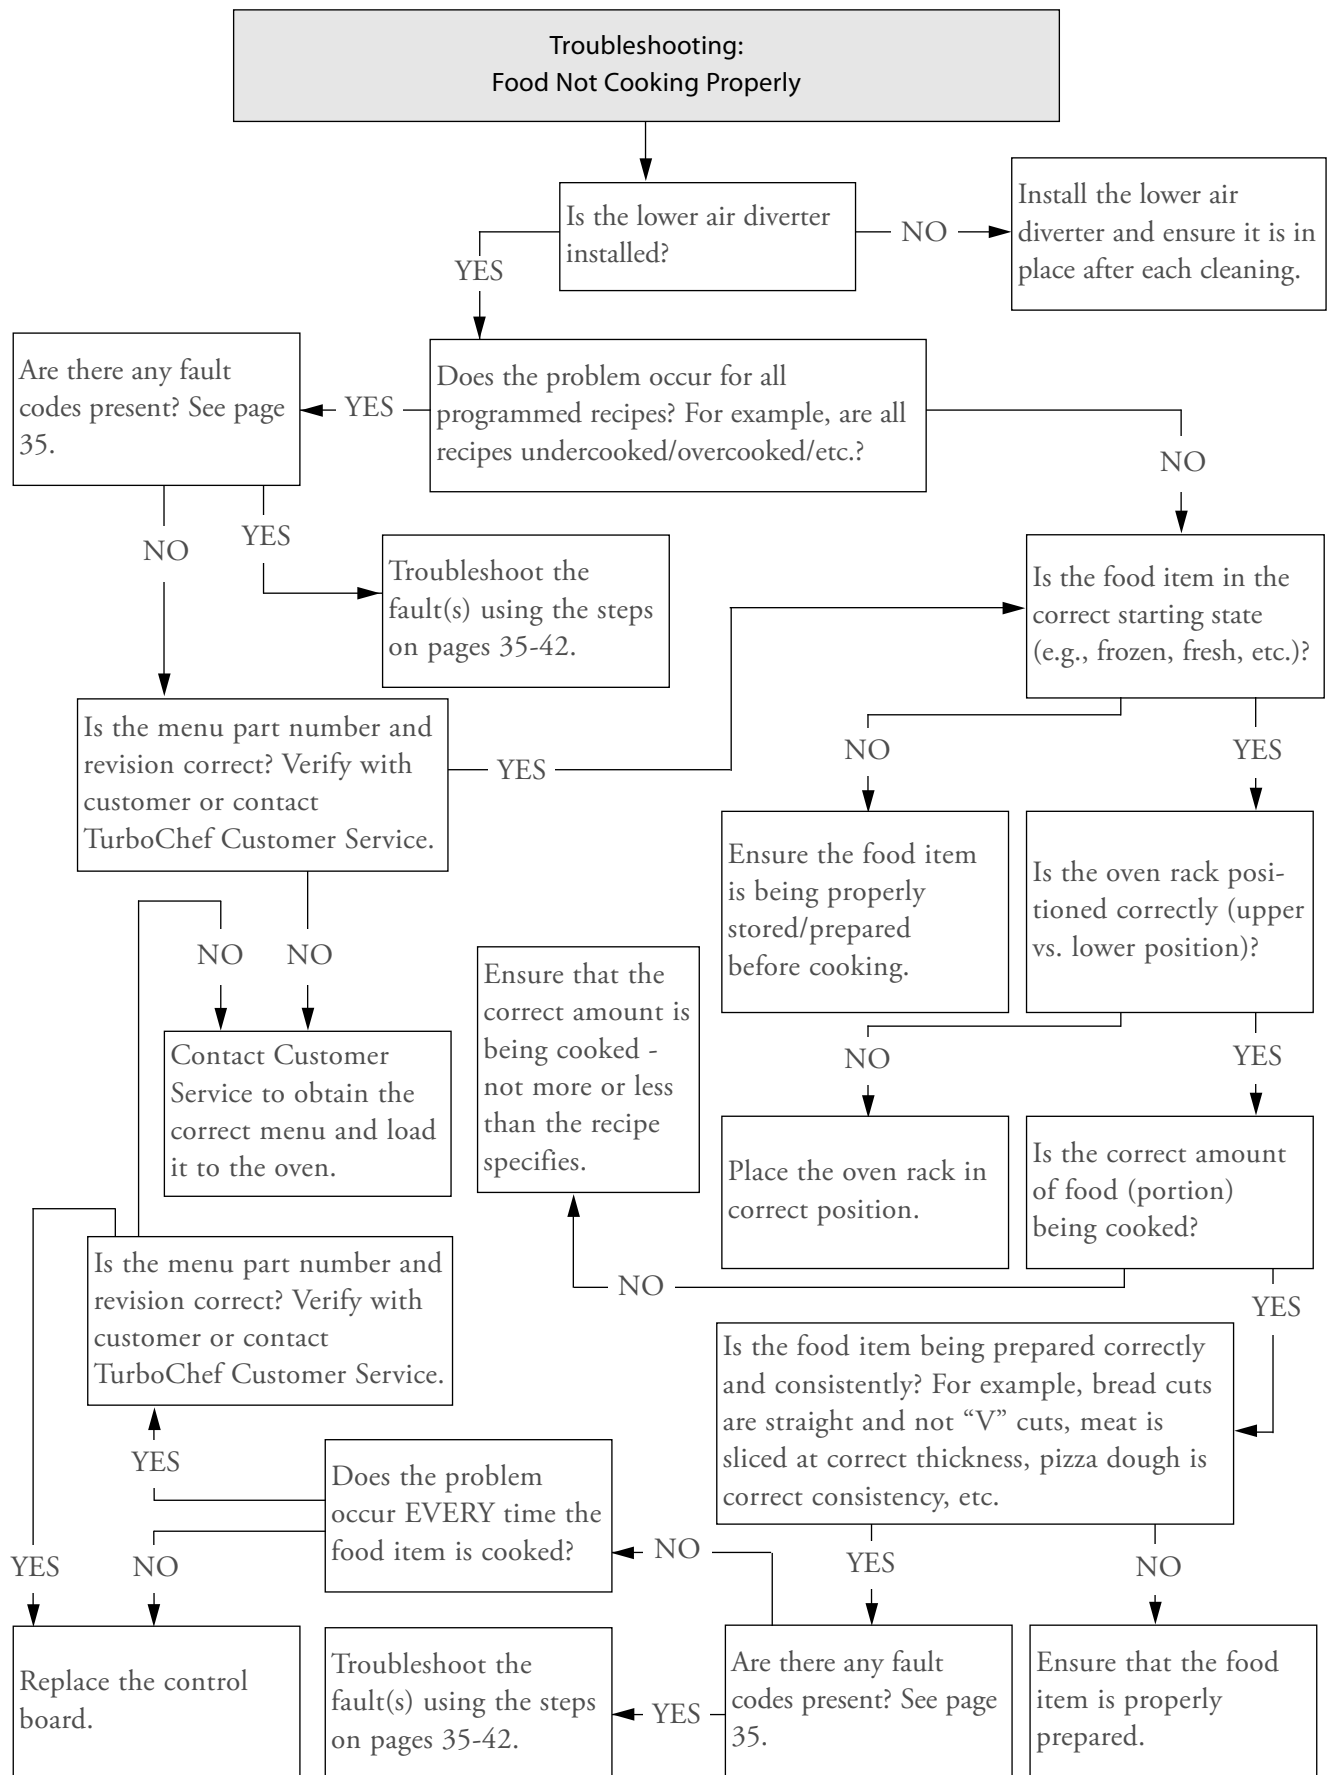 Troubleshooting:
Food Not Cooking Properly
Is the lower air diverter
installed?
NO
Install the lower air
diverter and ensure it is in
place after each cleaning.
YES
Are there any fault
codes present? See page
35.
YES
Does the problem occur for all
programmed recipes? For example, are all
recipes undercooked/overcooked/etc.?
NO
NO
YES
Troubleshoot the
fault(s) using the steps
on pages 35-42.
Is the food item in the
correct starting state
(e.g., frozen, fresh, etc.)?
Is the menu part number and
revision correct? Verify with
customer or contact
TurboChef Customer Service.
YES
NO
YES
Ensure the food item
is being properly
stored/prepared
before cooking.
Is the oven rack posi-
tioned correctly (upper
vs. lower position)?
NO
NO
Ensure that the
correct amount is
being cooked -
not more or less
than the recipe
specifies.
Contact Customer
Service to obtain the
correct menu and load
it to the oven.
NO
YES
Place the oven rack in
correct position.
Is the correct amount
of food (portion)
being cooked?
Is the menu part number and
revision correct? Verify with
customer or contact
TurboChef Customer Service.
NO
YES
Is the food item being prepared correctly
and consistently? For example, bread cuts
are straight and not “V” cuts, meat is
sliced at correct thickness, pizza dough is
correct consistency, etc.
YES
Does the problem
occur EVERY time the
food item is cooked?
NO
YES
NO
YES
NO
Replace the control
board.
Troubleshoot the
fault(s) using the steps
on pages 35-42.
YES
Are there any fault
codes present? See page
35.
Ensure that the food
item is properly
prepared.